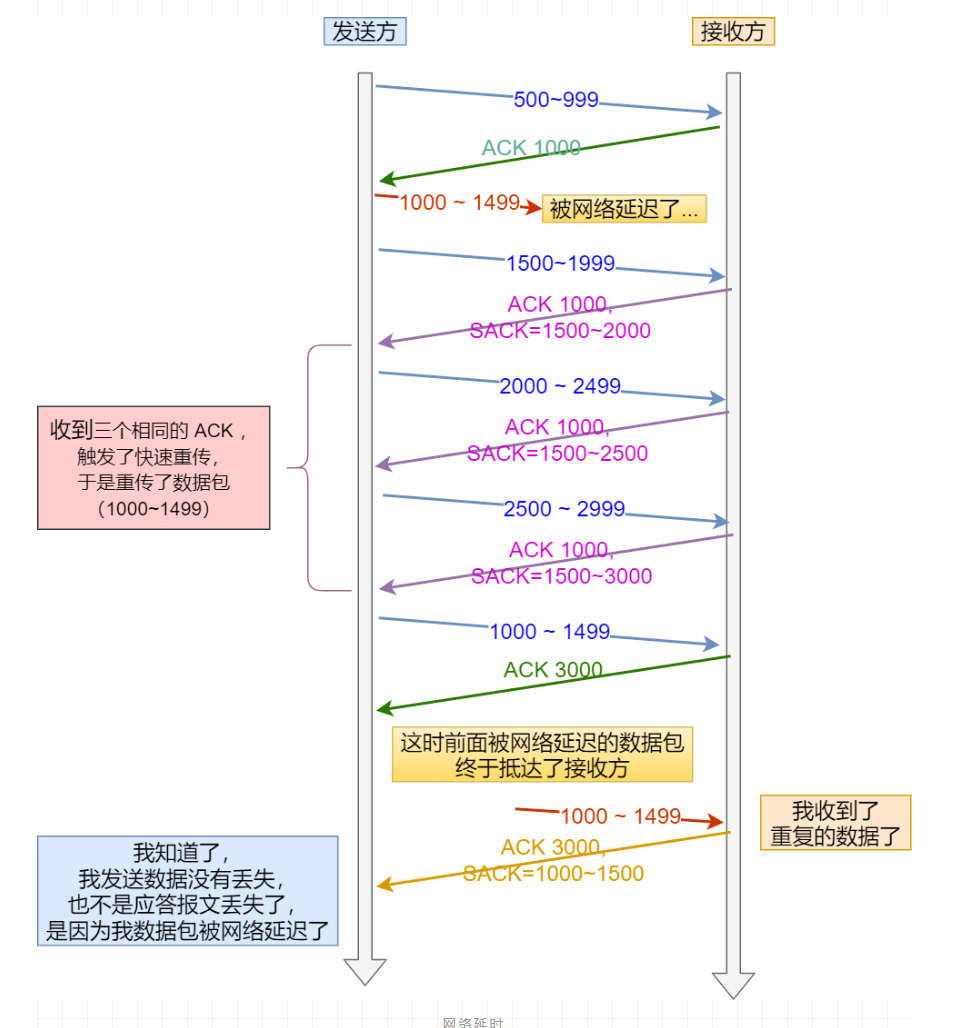 发送方
接收方
500~999
ACK 1000
1000 ~ 1499
被网络延迟了...
1500~1999
ACK 1000,
SACK=1500~2000
2000 ~ 2499
收到三个相同的 ACK ,
触发了快速重传,
于是重传了数据包
（1000~1499）
ACK 1000,
SACK=1500~2500
2500 ~ 2999
ACK 1000,
SACK=1500~3000
1000 ~ 1499
ACK 3000
这时前面被网络延迟的数据包
终于抵达了接收方
1000 ~ 1499
我收到了
重复的数据了
ACK 3000,
SACK=1000~1500
我知道了,
我发送数据没有丢失,
也不是应答报文丢失了,
是因为我数据包被网络延迟了
网络延时